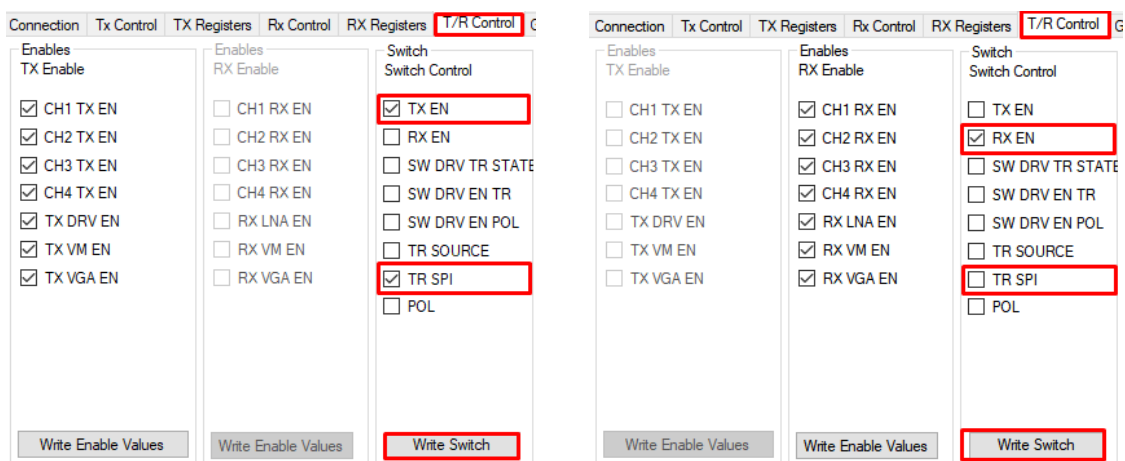 Connection Tx Control TX Registers Rx Control RX Registers T/R Control
Enables
TX Enable
CH1 TX EN
CH2 TX EN
CH3 TX EN
CH4 TX EN
TX DRV EN
TX VM EN
TX VGA EN
Write Enable Values
Enables
RX Enable
CH1 RX EN
CH2 RX EN
CH3 RX EN
CH4 RX EN
RX LNA EN
RX VM EN
RX VGA EN
Write Enable Values
Switch
Switch Control
TX EN
RX EN
SW DRV TR STATE
SW DRV EN TR
SW DRV EN POL
TR SOURCE
TR SPI
POL
Write Switch
Connection Tx Control TX Registers Rx Control RX Registers T/R Control G
Enables
TX Enable
CH1 TX EN
CH2 TX EN
CH3 TX EN
CH4 TX EN
TX DRV EN
TX VM EN
TX VGA EN
Write Enable Values
Enables
RX Enable
CH1 RX EN
CH2 RX EN
CH3 RX EN
CH4 RX EN
RX LNA EN
RX VM EN
RX VGA EN
Write Enable Values
Switch
Switch Control
TX EN
RX EN
SW DRV TR STATE
SW DRV EN TR
SW DRV EN POL
TR SOURCE
TR SPI
POL
Write Switch